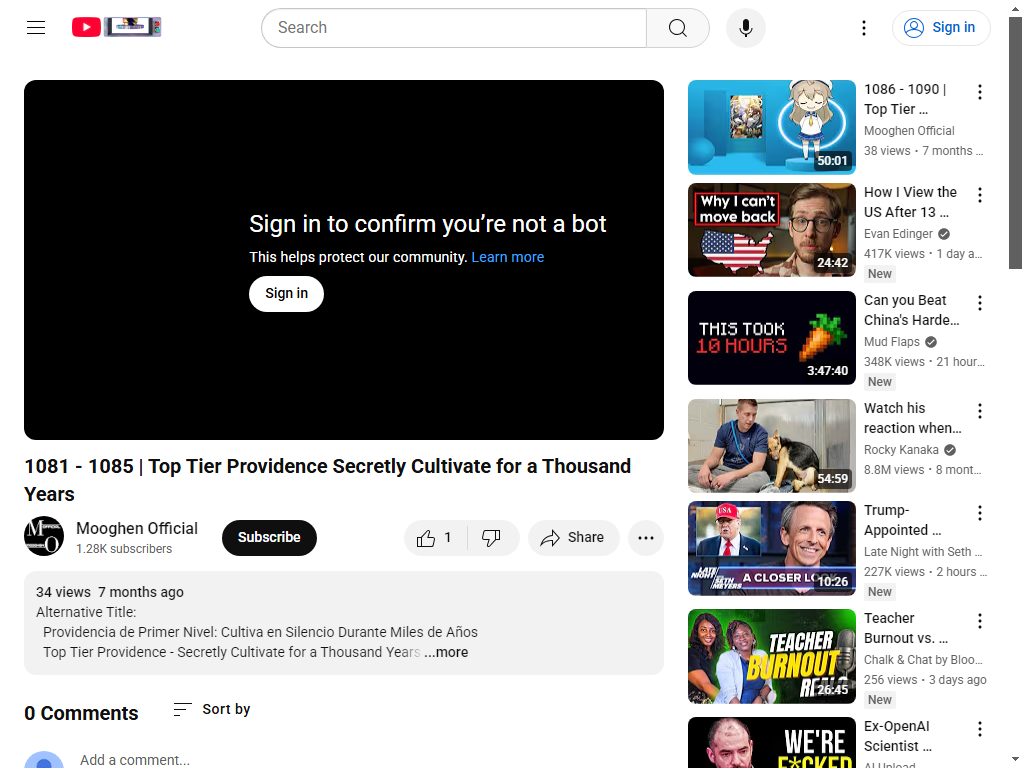 Search
Sign in
Sign in to confirm you’re not a bot
This helps protect our community. Learn more
Sign in
1081 - 1085 | Top Tier Providence Secretly Cultivate for a Thousand
Years
Mooghen Official
1.28K subscribers
Subscribe
1
Share
34 views 7 months ago
Alternative Title:
Providencia de Primer Nivel: Cultiva en Silencio Durante Miles de Años
Top Tier Providence - Secretly Cultivate for a Thousand Years ...more
0 Comments
Sort by
Add a comment...
50:01
1086 - 1090 |
Top Tier ...
Mooghen Official
38 views • 7 months ...
Why I can't
move back
24:42
How I View the
US After 13 ...
Evan Edinger
417K views • 1 day a...
New
THIS TOOK
10 HOURS
3:47:40
Can you Beat
China's Harde...
Mud Flaps
348K views • 21 hour...
New
54:59
Watch his
reaction when...
Rocky Kanaka
8.8M views • 8 mont...
USA
LATE NIGHT
SETH MEYERS
A CLOSER LO
10:26
Trump-
Appointed ...
Late Night with Seth ...
227K views • 2 hours ...
New
TEACHER
BURNOUT
26:45
Teacher
Burnout vs. ...
Chalk & Chat by Bloo...
256 views • 3 days ago
New
WE'RE
F*CKED
Ex-OpenAI
Scientist ...
AI Upload